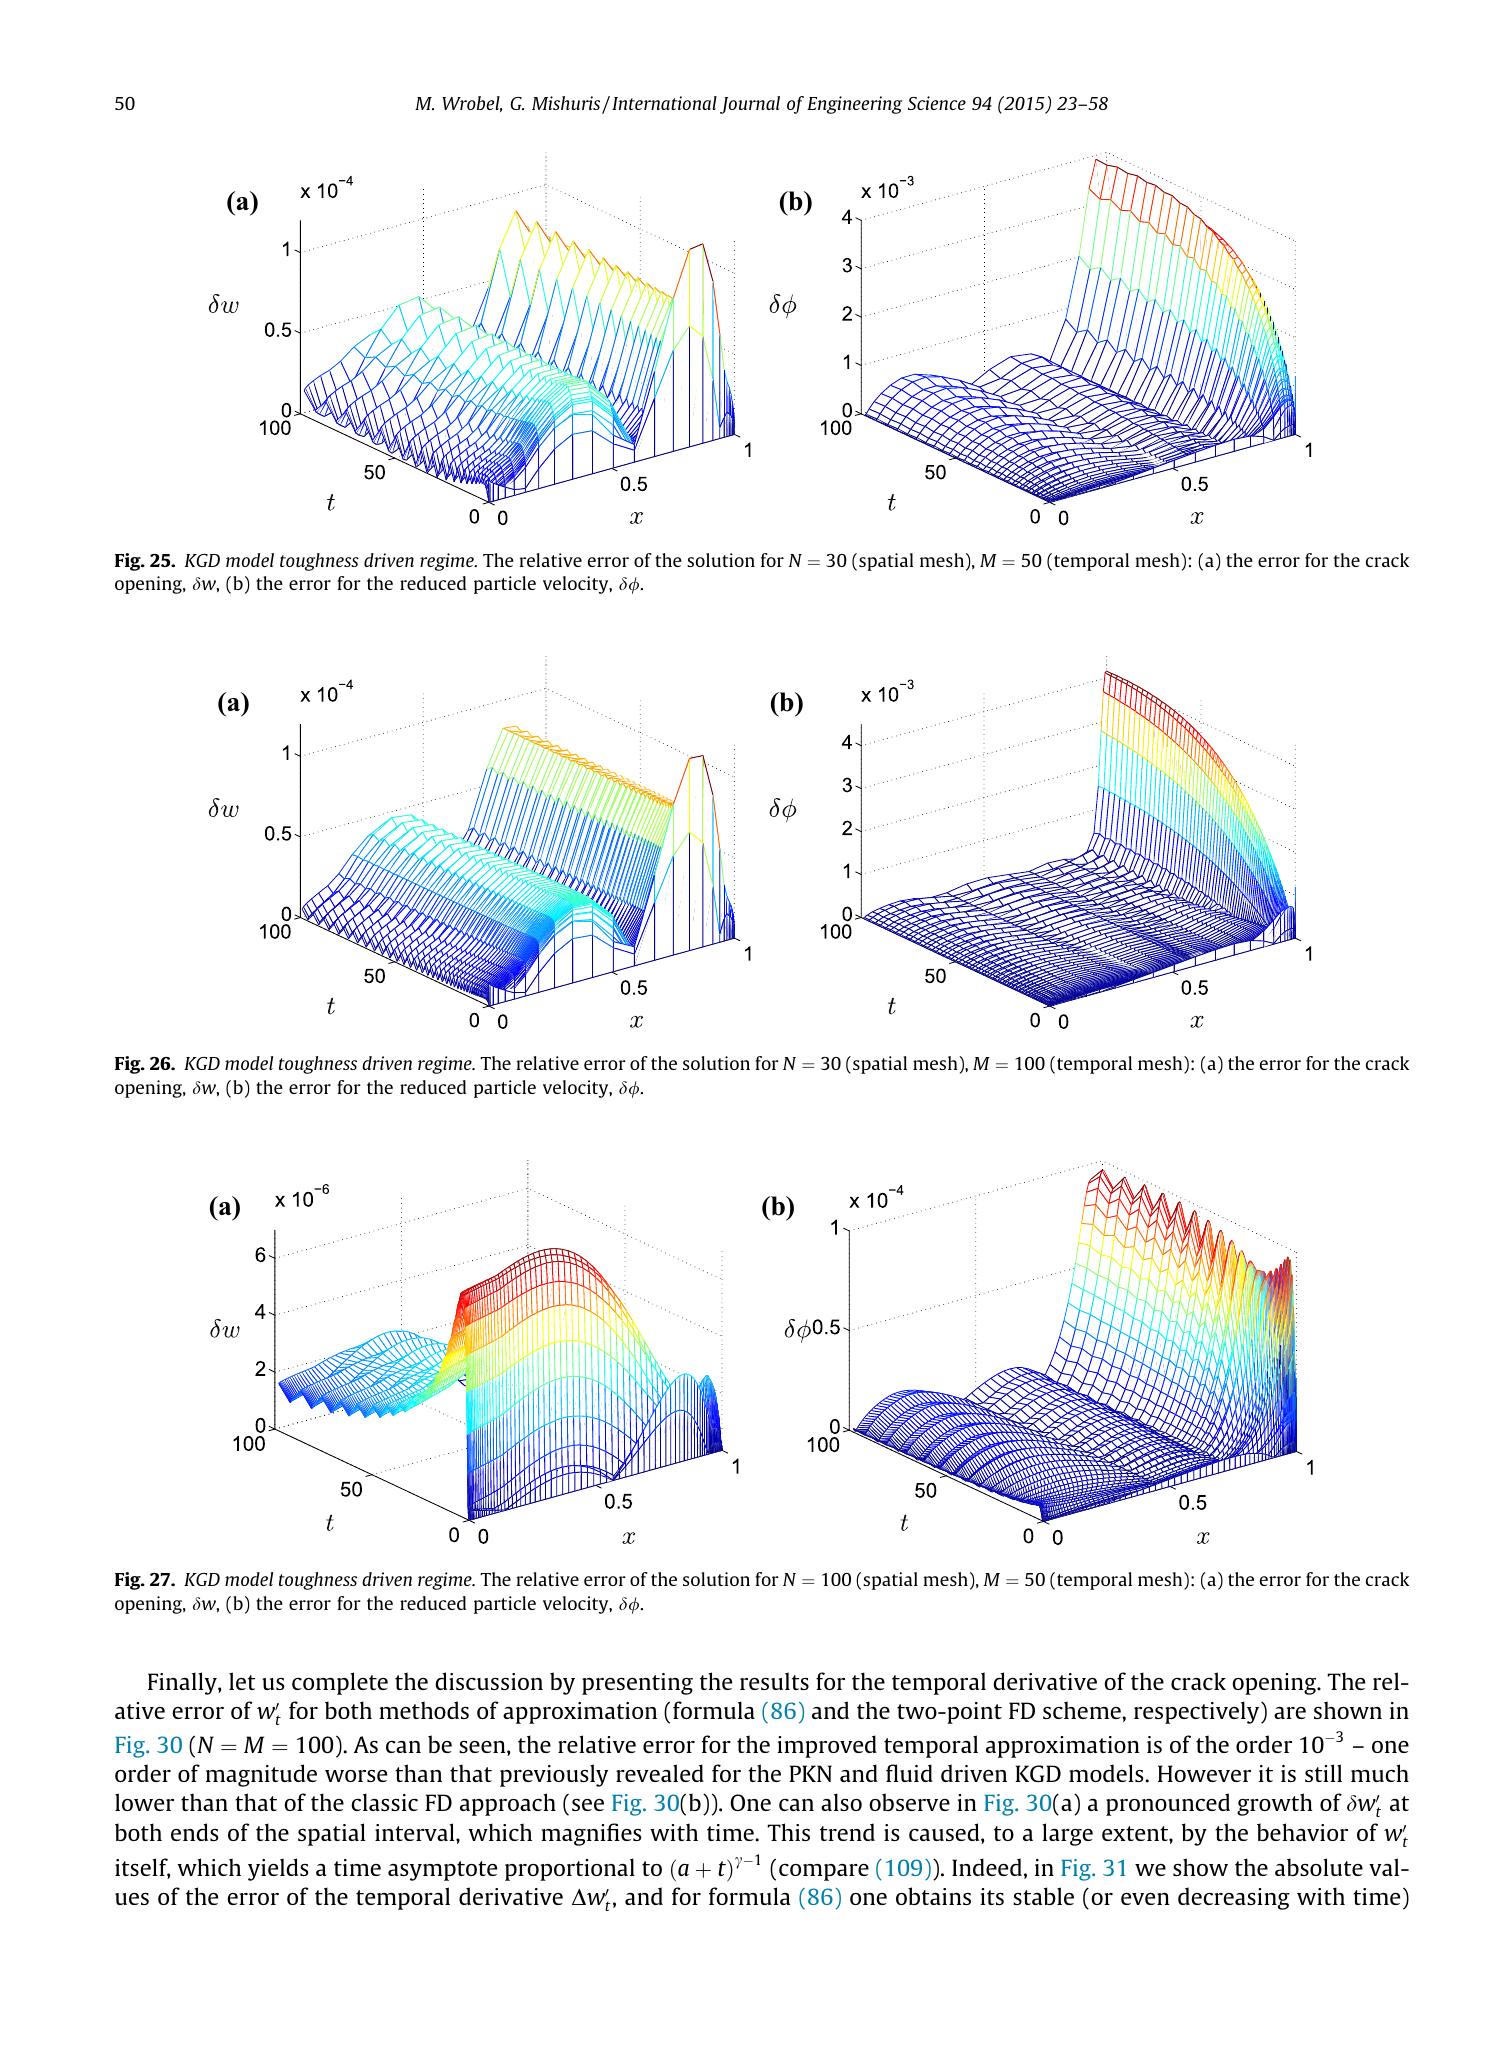 50
M. Wrobel, G. Mishuris / International Journal of Engineering Science 94 (2015) 23–58
(a)
x 10⁻⁴
1
0.5
0
δw
100
50
0
t
0
0.5
1
x
(b)
x 10⁻³
4
3
2
1
0
δϕ
100
50
0
t
0
0.5
1
x
Fig. 25. KGD model toughness driven regime. The relative error of the solution for N = 30 (spatial mesh), M = 50 (temporal mesh): (a) the error for the crack
opening, δw, (b) the error for the reduced particle velocity, δϕ.
(a)
x 10⁻⁴
1
0.5
0
δw
100
50
0
t
0
0.5
1
x
(b)
x 10⁻³
4
3
2
1
0
δϕ
100
50
0
t
0
0.5
1
x
Fig. 26. KGD model toughness driven regime. The relative error of the solution for N = 30 (spatial mesh), M = 100 (temporal mesh): (a) the error for the crack
opening, δw, (b) the error for the reduced particle velocity, δϕ.
(a)
x 10⁻⁶
6
4
2
0
δw
100
50
0
t
0
0.5
1
x
(b)
x 10⁻⁴
1
0.5
0
δϕ
100
50
0
t
0
0.5
1
x
Fig. 27. KGD model toughness driven regime. The relative error of the solution for N = 100 (spatial mesh), M = 50 (temporal mesh): (a) the error for the crack
opening, δw, (b) the error for the reduced particle velocity, δϕ.
Finally, let us complete the discussion by presenting the results for the temporal derivative of the crack opening. The rel-
ative error of w′ₜ for both methods of approximation (formula (86) and the two-point FD scheme, respectively) are shown in
Fig. 30 (N = M = 100). As can be seen, the relative error for the improved temporal approximation is of the order 10⁻³ – one
order of magnitude worse than that previously revealed for the PKN and fluid driven KGD models. However it is still much
lower than that of the classic FD approach (see Fig. 30(b)). One can also observe in Fig. 30(a) a pronounced growth of δw′ₜ at
both ends of the spatial interval, which magnifies with time. This trend is caused, to a large extent, by the behavior of w′ₜ
itself, which yields a time asymptote proportional to (a + t)^{γ−1} (compare (109)). Indeed, in Fig. 31 we show the absolute val-
ues of the error of the temporal derivative Δw′ₜ, and for formula (86) one obtains its stable (or even decreasing with time)